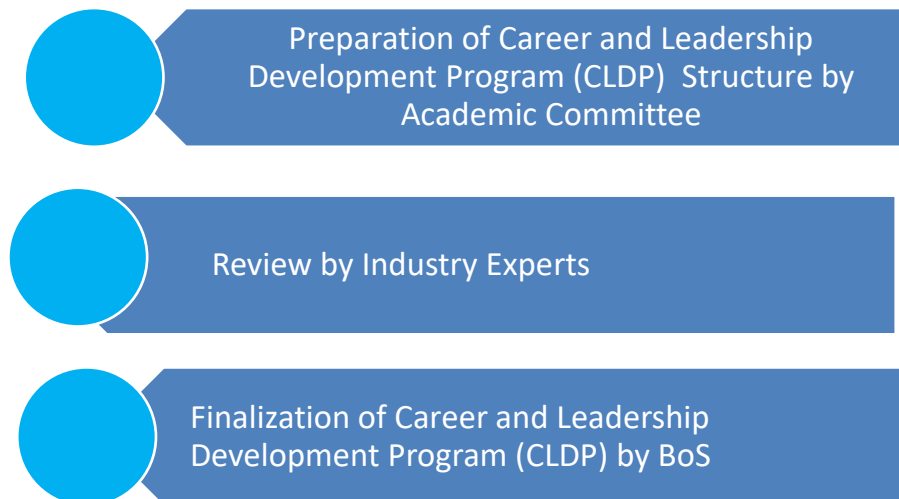 Preparation of Career and Leadership
Development Program (CLDP)  Structure by
Academic Committee
Review by Industry Experts
Finalization of Career and Leadership
Development Program (CLDP) by BoS